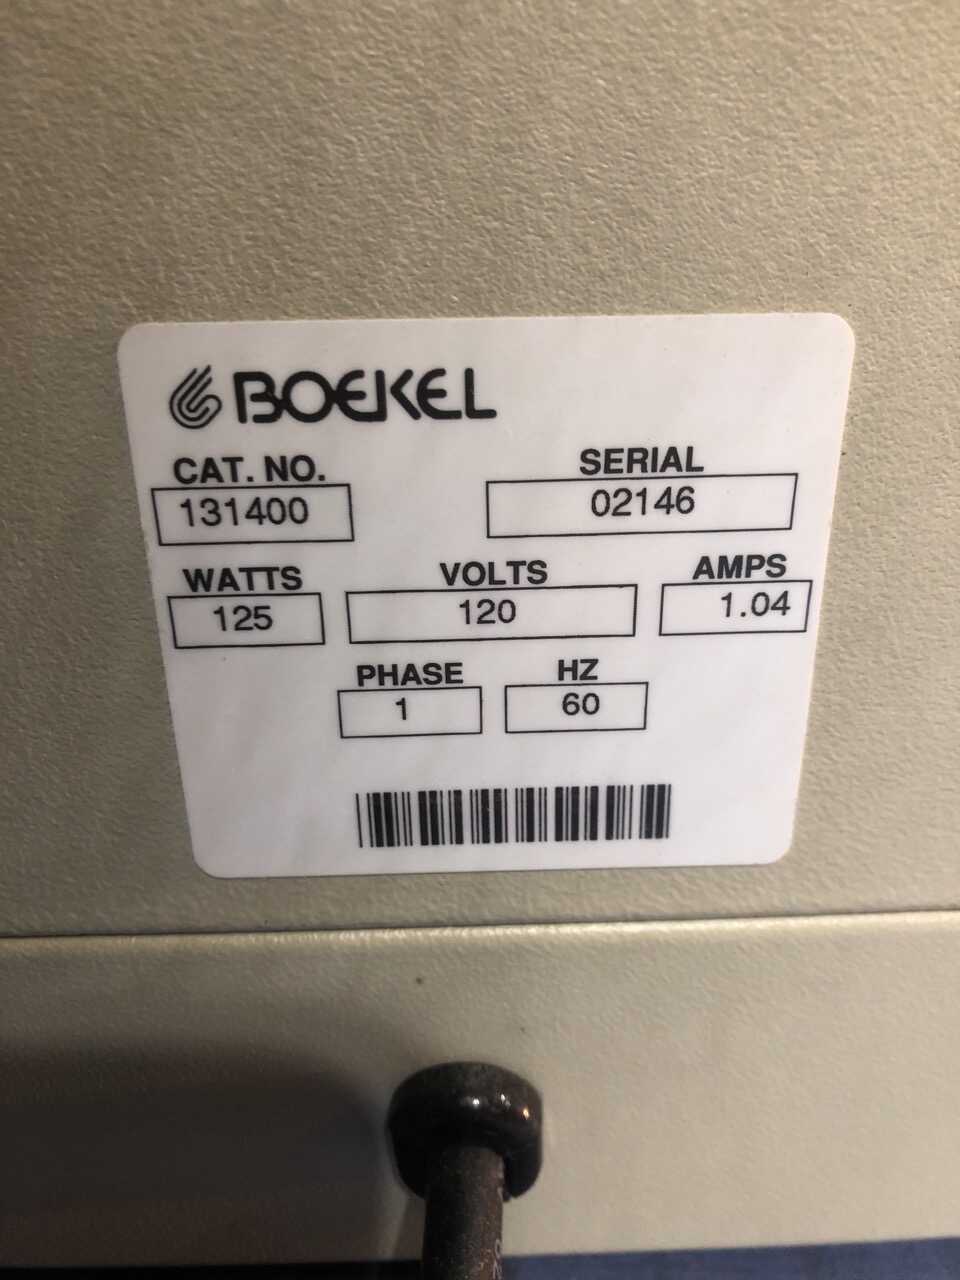 BOEKEL
CAT. NO. SERIAL
131400 02146
WATTS VOLTS AMPS
125 120 1.04
PHASE HZ
1 60